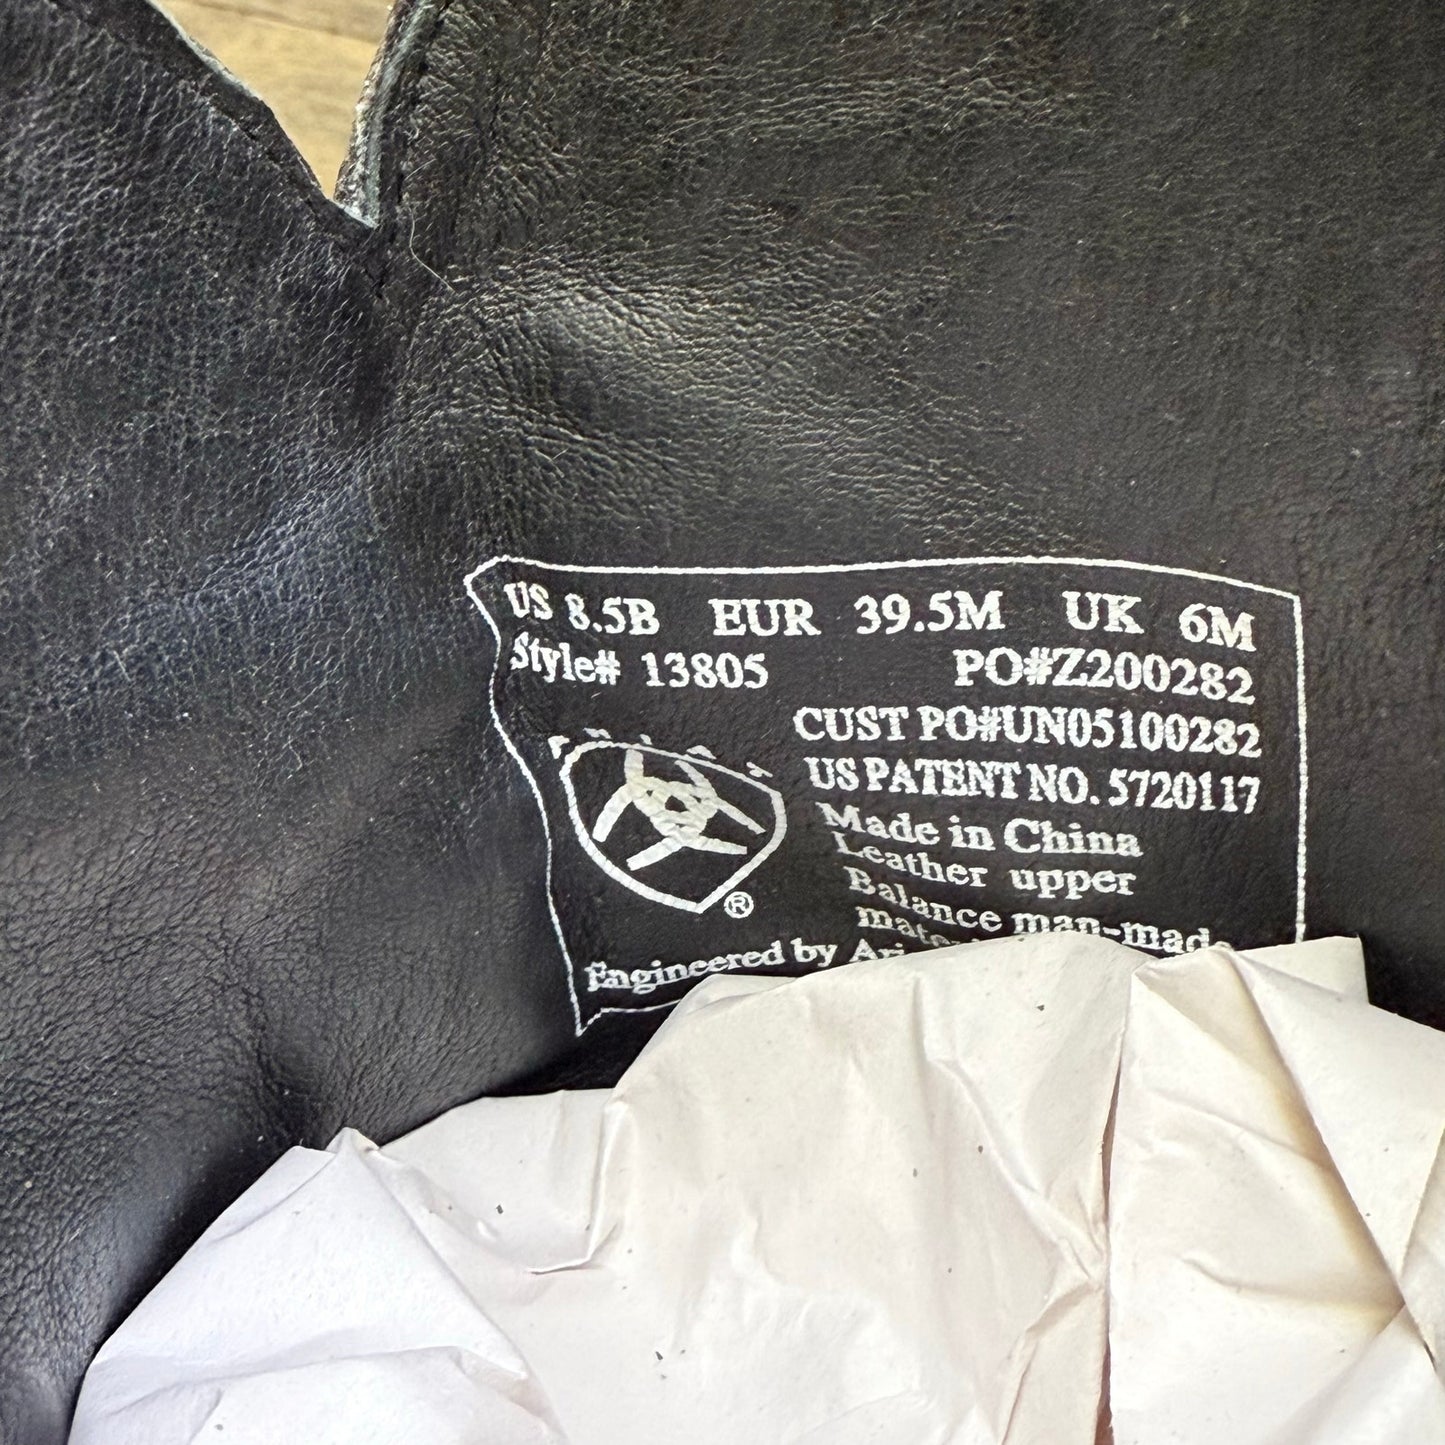 US 8.5B EUR 39.5M UK 6M
Style# 13805 PO#Z200282
CUST PO#UN05100282
US PATENT NO. 5720117
Made in China
Leather upper
Balance man-made
®
Engineered by